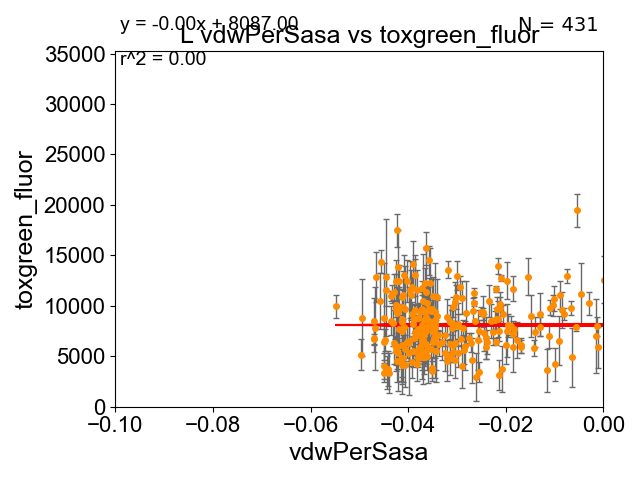 y = -0.00x + 8087.00
N = 431
L vdwPerSasa vs toxgreen_fluor
r^2 = 0.00
35000
30000
25000
20000
15000
10000
5000
0
toxgreen_fluor
−0.10 −0.08 −0.06 −0.04 −0.02 0.00
vdwPerSasa